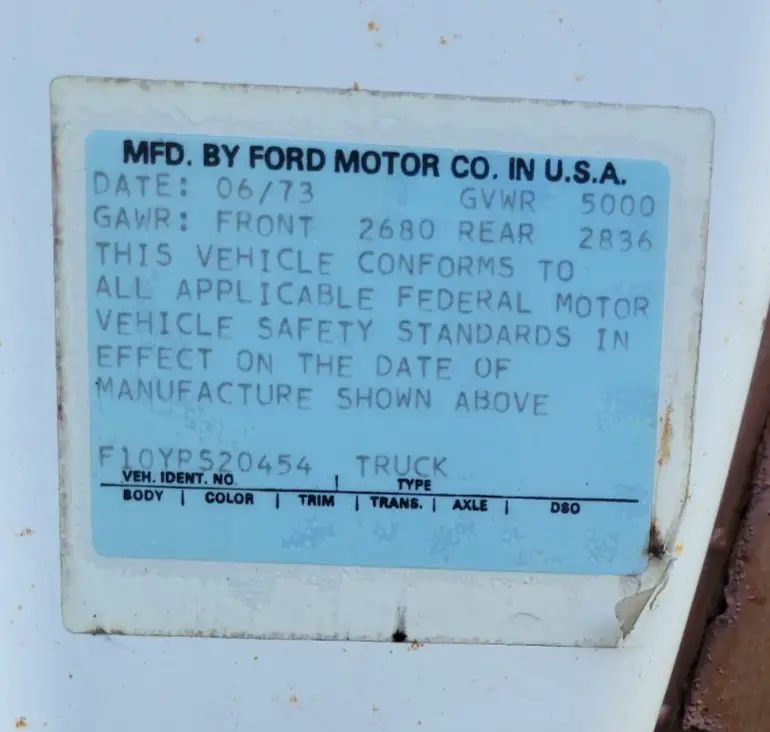 MFD. BY FORD MOTOR CO. IN U.S.A.
DATE: 06/73 GVWR 5000
GAWR: FRONT 2680 REAR 2836
THIS VEHICLE CONFORMS TO
ALL APPLICABLE FEDERAL MOTOR
VEHICLE SAFETY STANDARDS IN
EFFECT ON THE DATE OF
MANUFACTURE SHOWN ABOVE
F10YRS20454 TRUCK
VEH. IDENT. NO. | TYPE
BODY | COLOR | TRIM | TRANS. | AXLE | DSO